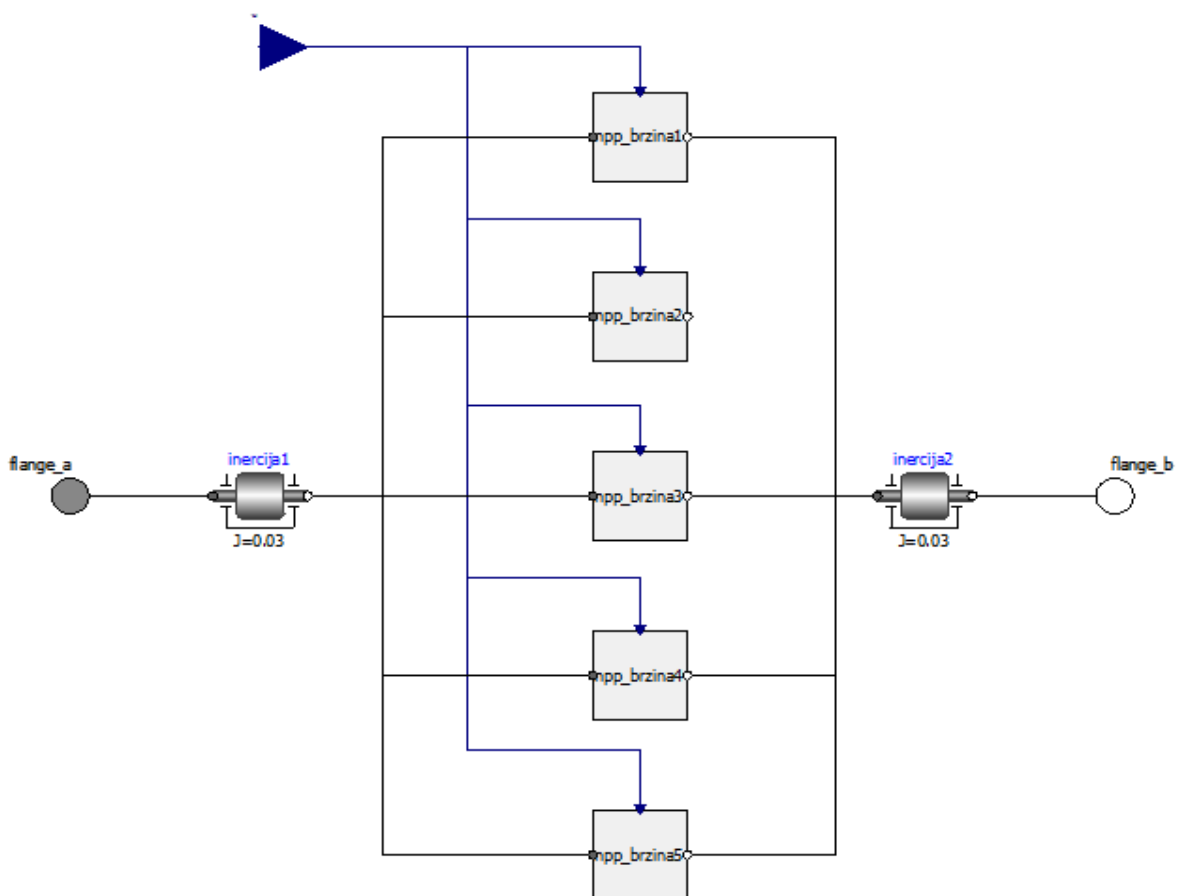 npp_brzina1
npp_brzina2
flange_a
inercija1
J=0.03
npp_brzina3
inercija2
J=0.03
flange_b
npp_brzina4
npp_brzina5